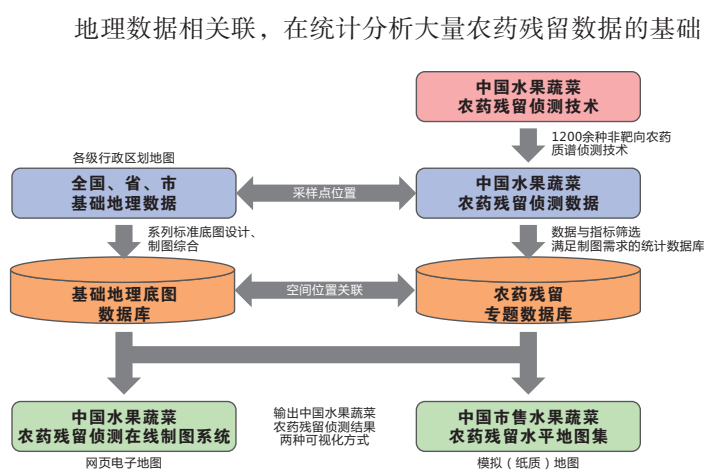 地理数据相关联，在统计分析大量农药残留数据的基础
中国水果蔬菜
农药残留侦测技术
1200余种非靶向农药
质谱侦测技术
各级行政区划地图
全国、省、市
基础地理数据
采样点位置
中国水果蔬菜
农药残留侦测数据
系列标准底图设计、
制图综合
数据与指标筛选
满足制图需求的统计数据库
基础地理底图
数据库
空间位置关联
农药残留
专题数据库
中国水果蔬菜
农药残留侦测在线制图系统
输出中国水果蔬菜
农药残留侦测结果
两种可视化方式
中国市售水果蔬菜
农药残留水平地图集
网页电子地图
模拟（纸质）地图